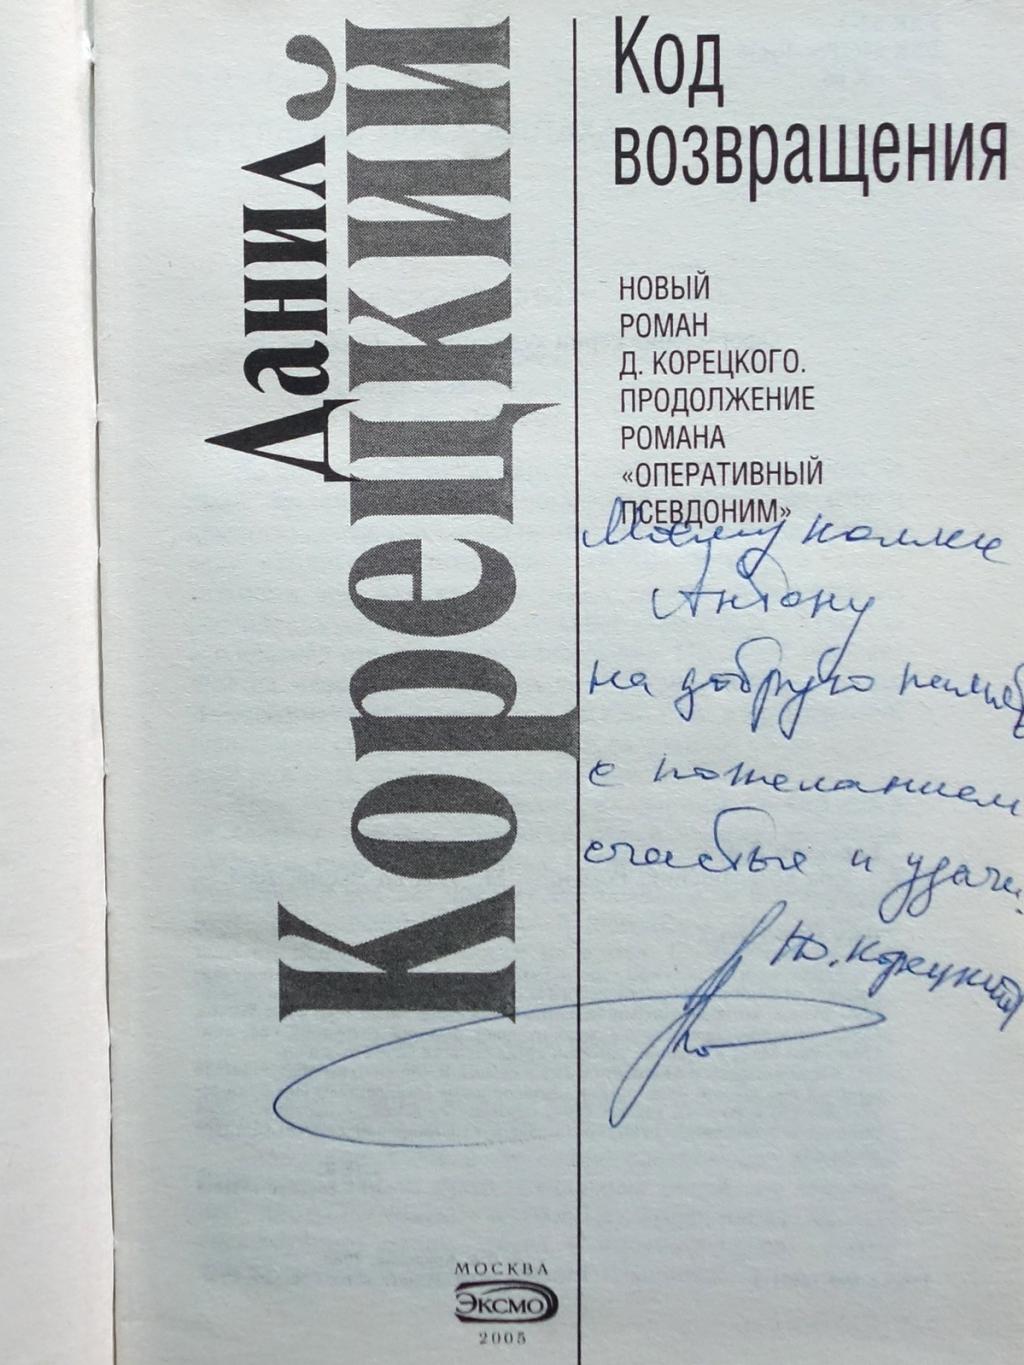 Данил
Корецкий
Код
возвращения
НОВЫЙ
РОМАН
Д. КОРЕЦКОГО.
ПРОДОЛЖЕНИЕ
РОМАНА
«ОПЕРАТИВНЫЙ
ПСЕВДОНИМ»
Моему коллеге
Антону
на добрую память
с пожеланием
счастья и удачи.
Д. Корецкий
МОСКВА
ЭКСМО
2005